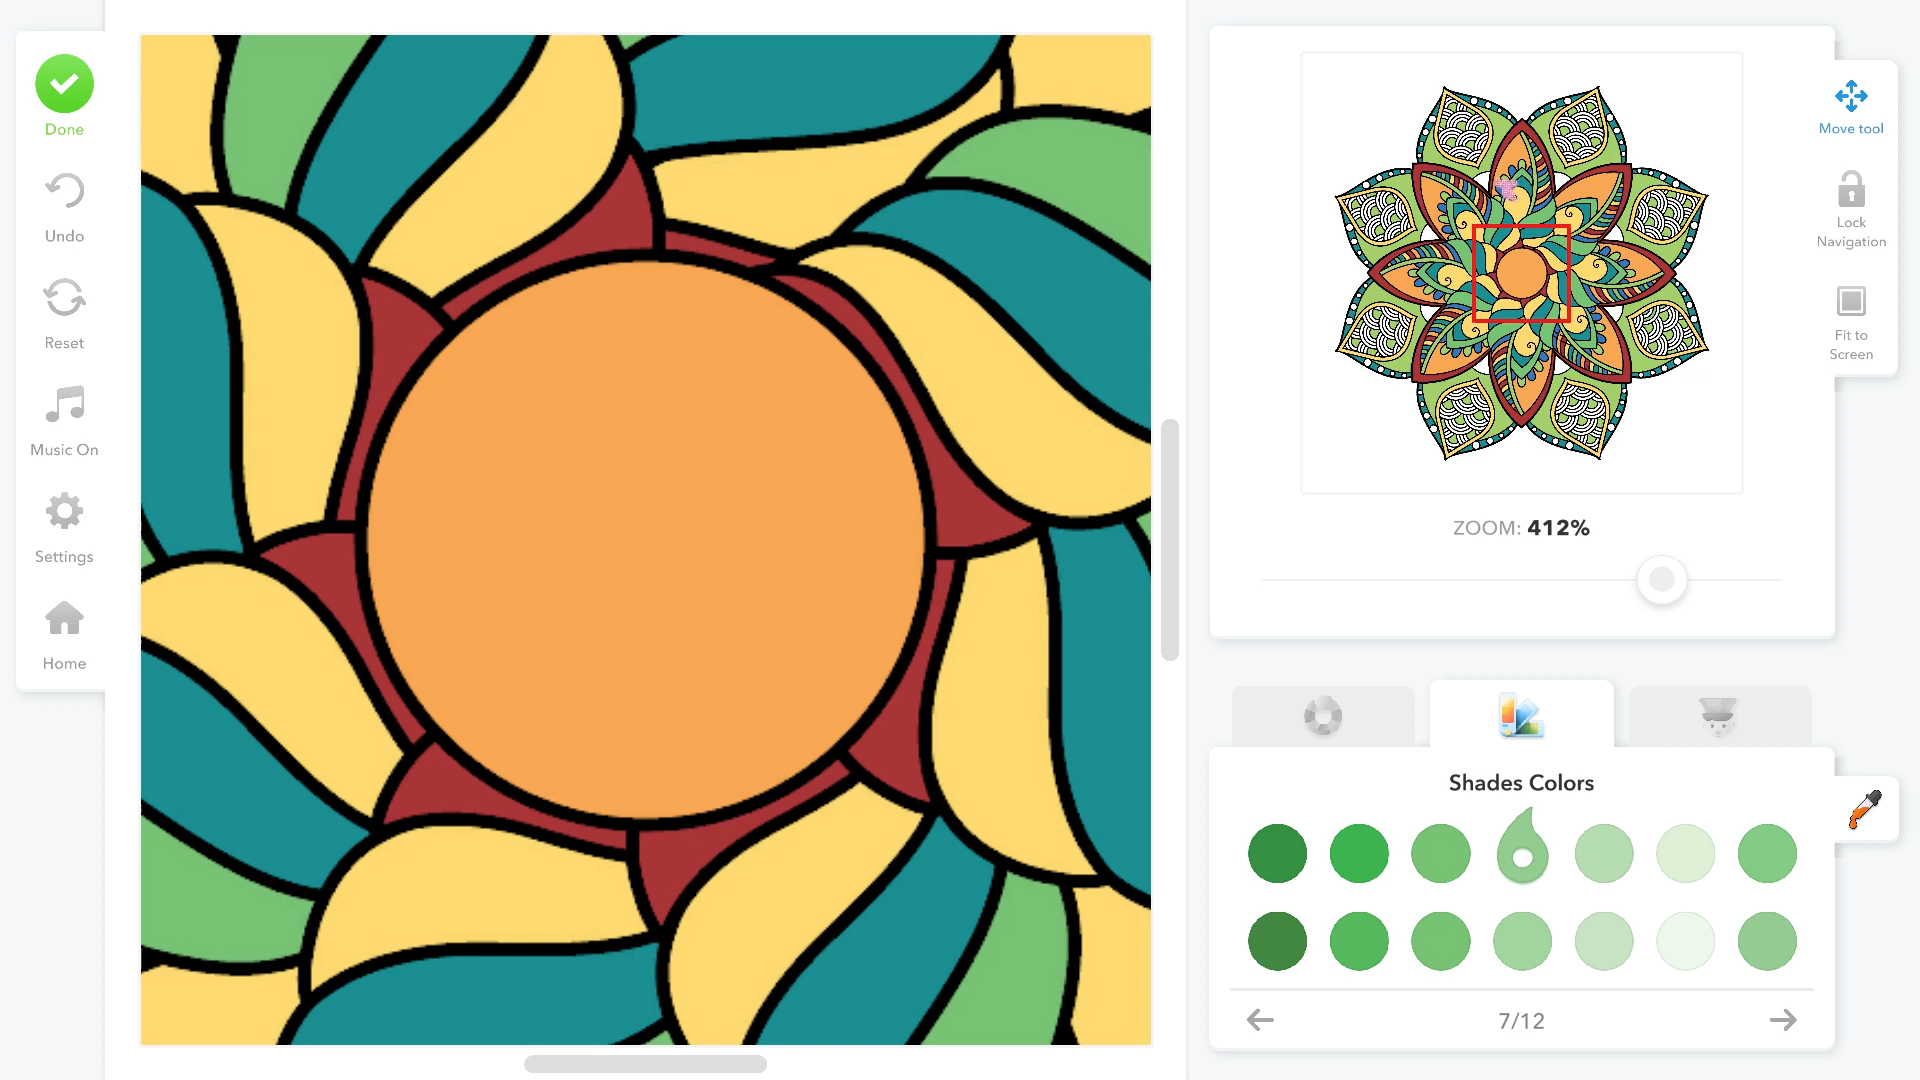 Done
Undo
Reset
Music On
Settings
Home
Move tool
Lock
Navigation
Fit to
Screen
ZOOM: 412%
Shades Colors
7/12